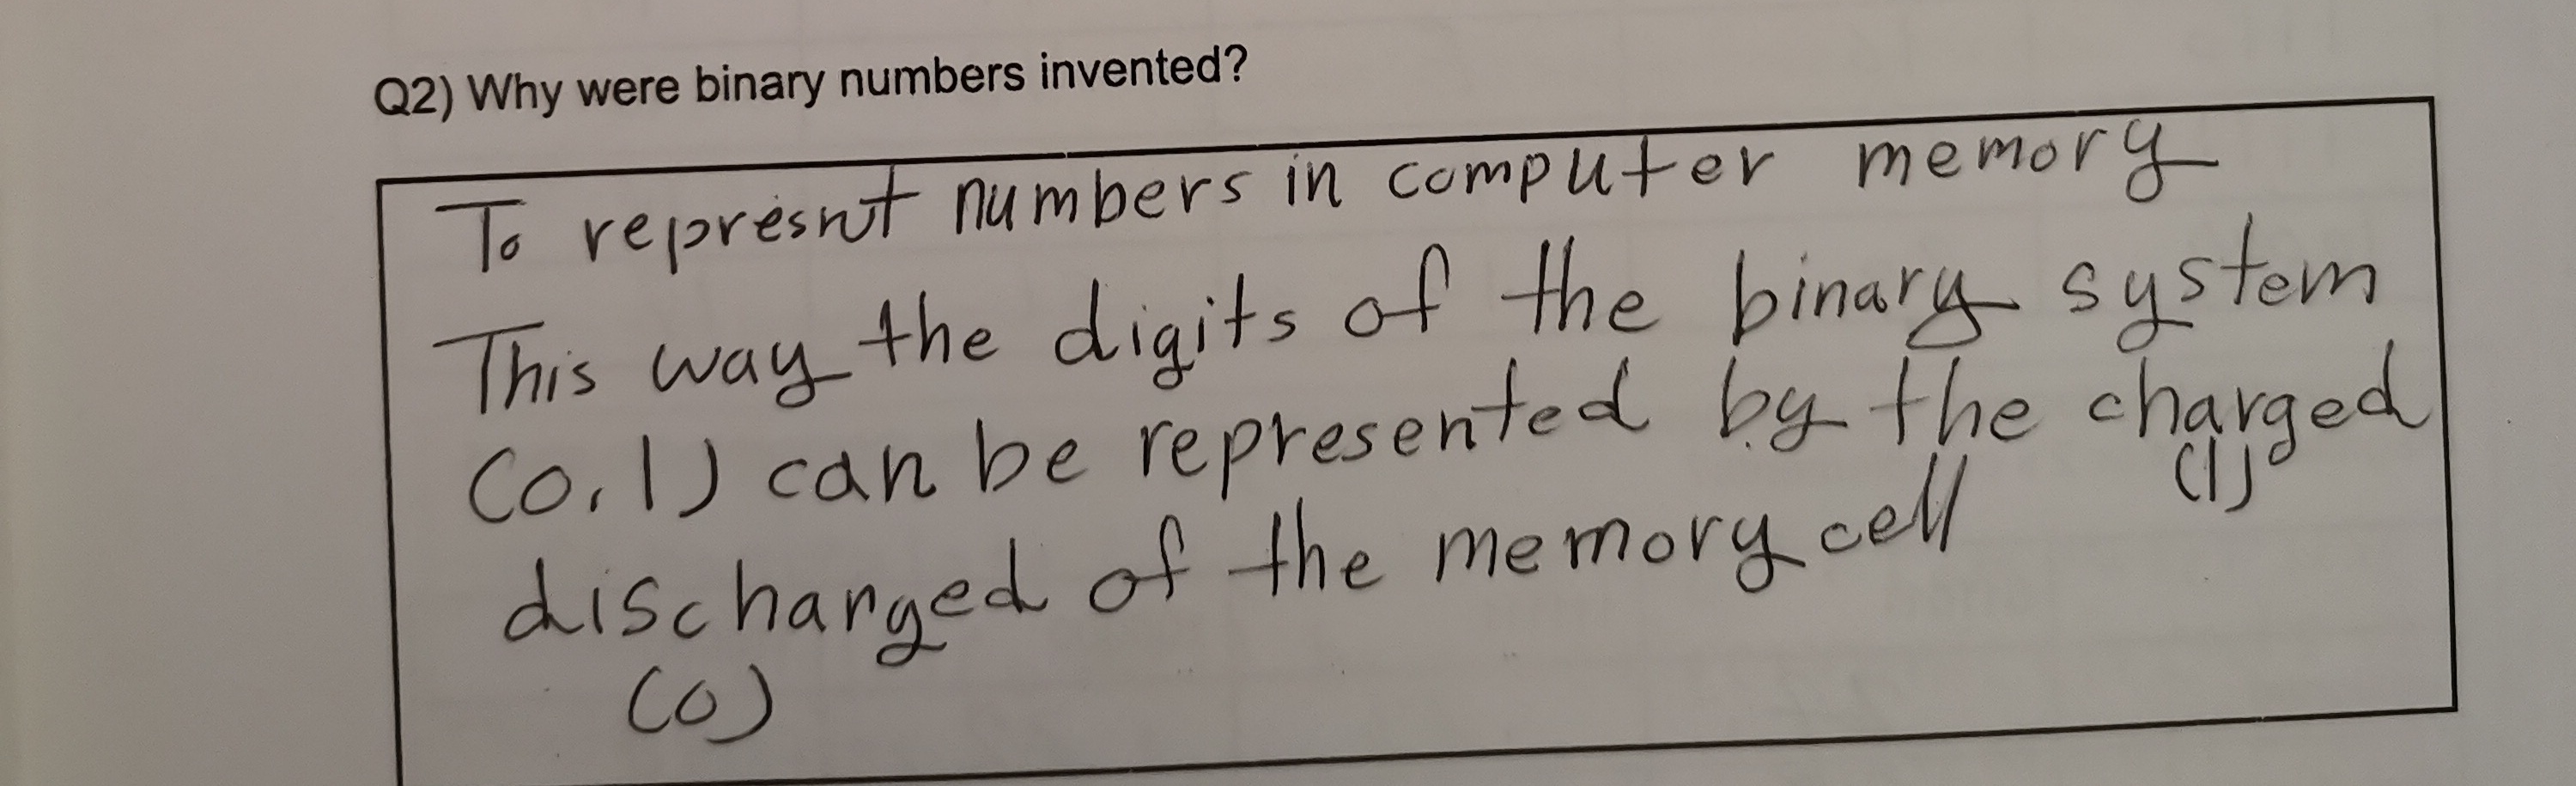 Q2) Why were binary numbers invented?
To represnt numbers in computer memory
This way the digits of the binary system
(0,1) can be represented by the charged
(1)
discharged of the memory cell
(0)